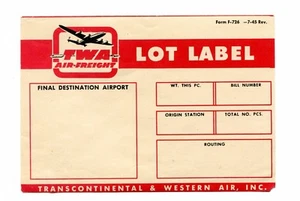 Form F-726 —7-45 Rev.
TWA
AIR-FREIGHT
LOT LABEL
FINAL DESTINATION AIRPORT
WT. THIS PC.
BILL NUMBER
ORIGIN STATION
TOTAL NO. PCS.
ROUTING
TRANSCONTINENTAL & WESTERN AIR, INC.